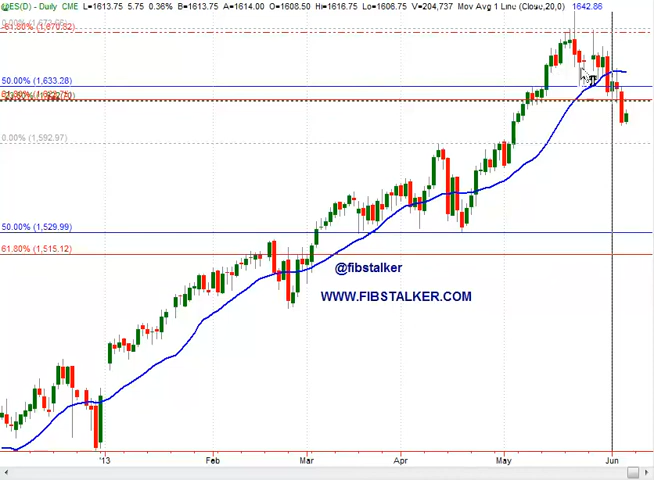 @ES(D) - Daily CME L=1613.75 5.75 0.36% B=1613.75 A=1614.00 O=1608.50 Hi=1616.75 Lo=1606.75 V=204,737 Mov Avg 1 Line (Close,20,0) 1642.86
50.00% (1,633.28)
0.00% (1,592.97)
50.00% (1,529.99)
61.80% (1,515.12)
@fibstalker
WWW.FIBSTALKER.COM
'13 Feb Mar Apr May Jun